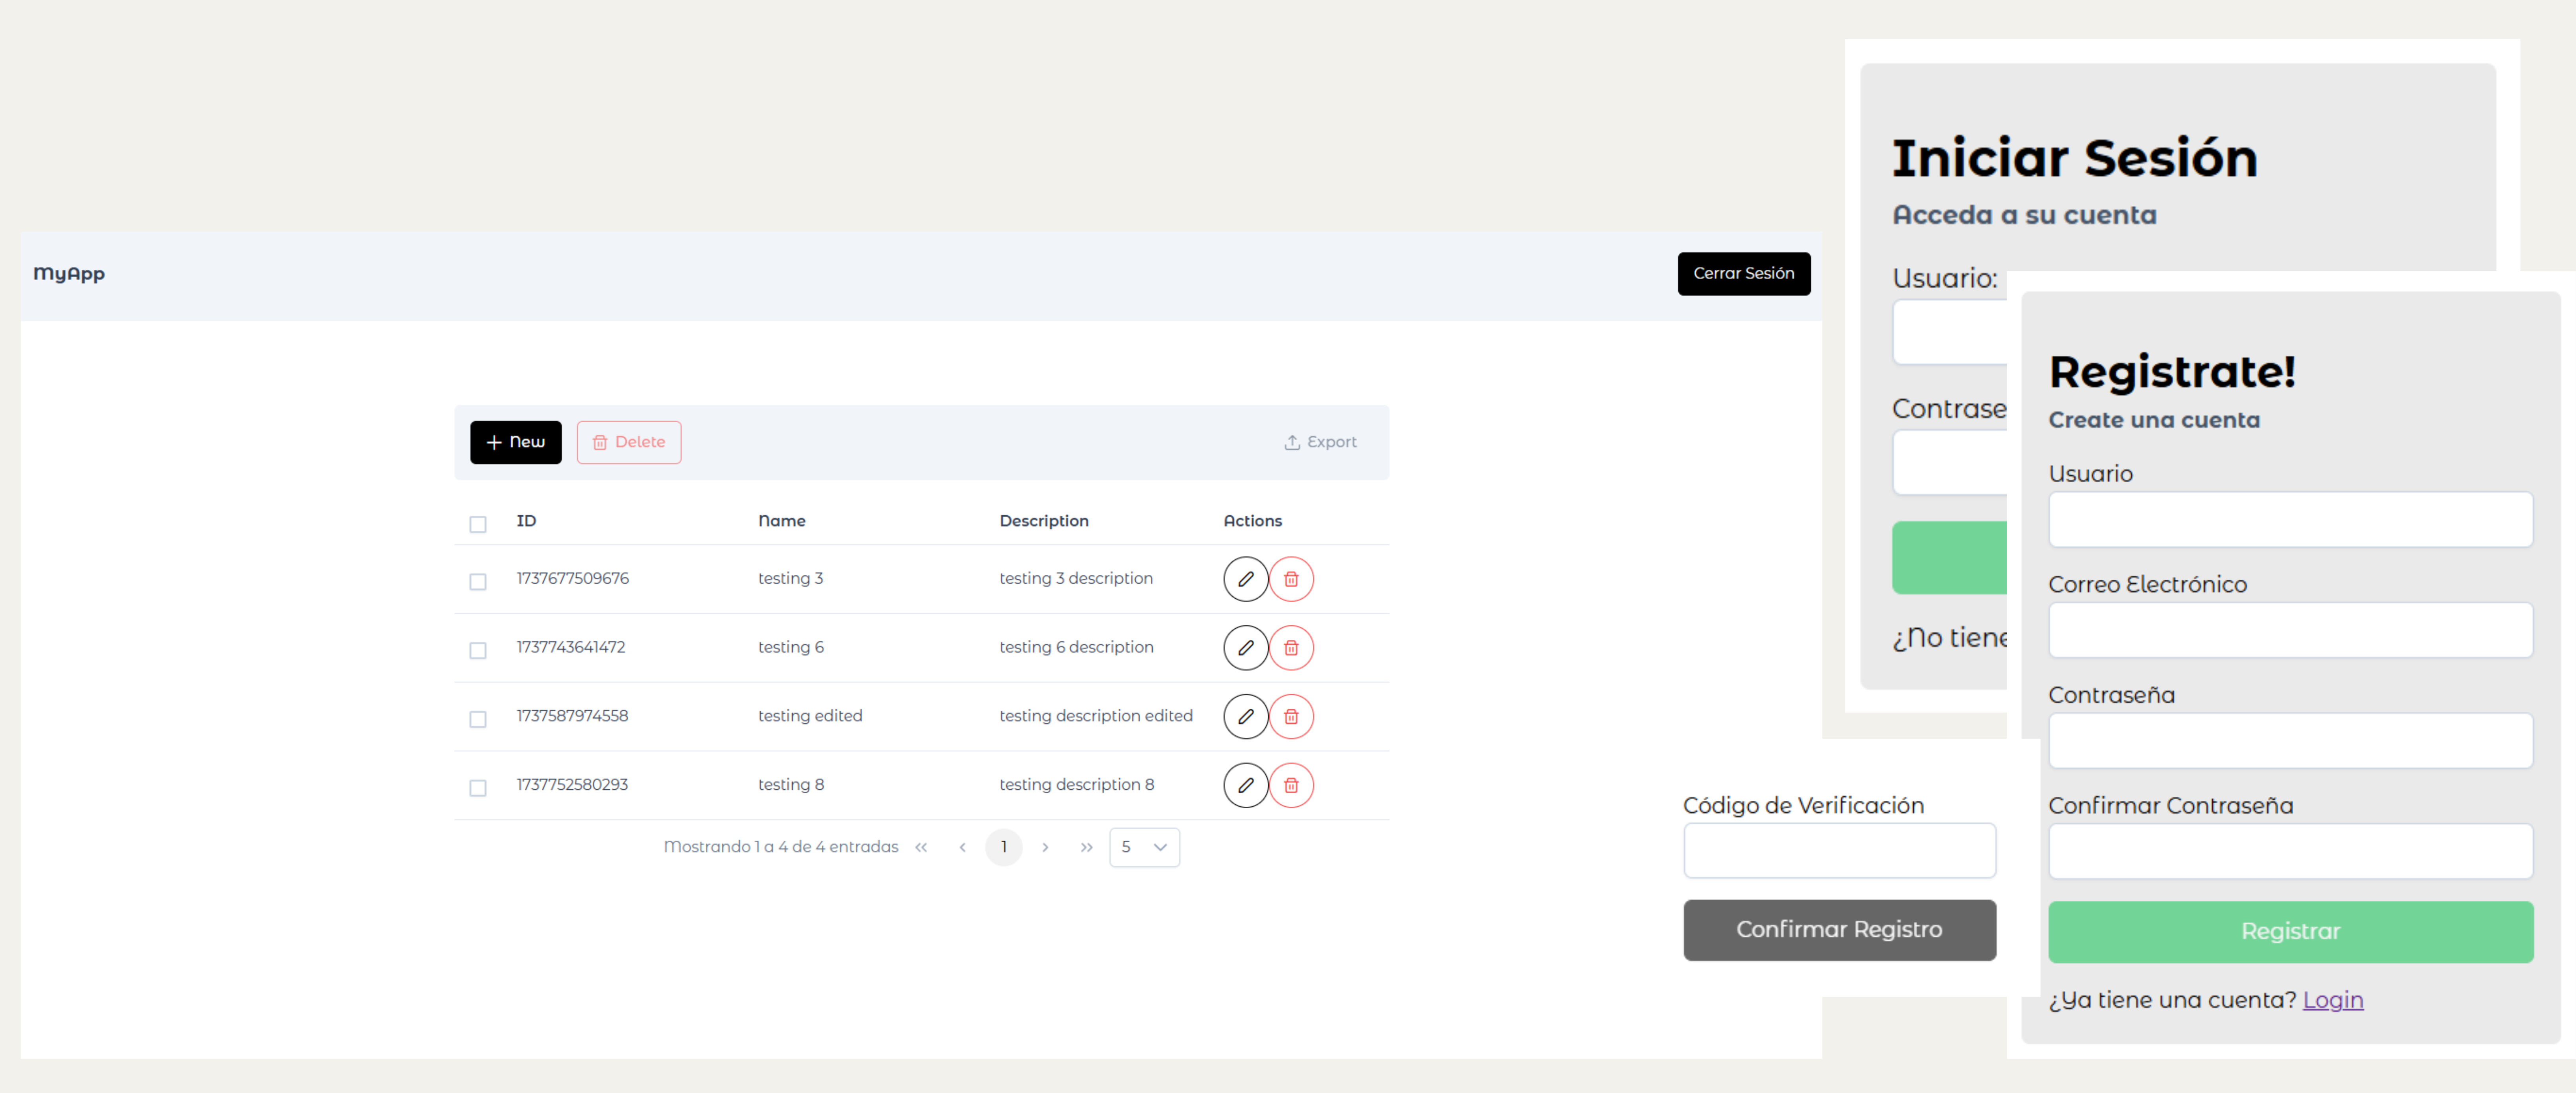 MyApp
Cerrar Sesión
New
Delete
Export
ID Name Description Actions
1737677509676 testing 3 testing 3 description
1737743641472 testing 6 testing 6 description
1737587974558 testing edited testing description edited
1737752580293 testing 8 testing description 8
Mostrando 1 a 4 de 4 entradas « ‹ 1 › » 5
Iniciar Sesión
Acceda a su cuenta
Usuario:
Contrase
¿No tiene
Código de Verificación
Confirmar Registro
Registrate!
Create una cuenta
Usuario
Correo Electrónico
Contraseña
Confirmar Contraseña
Registrar
¿Ya tiene una cuenta? Login